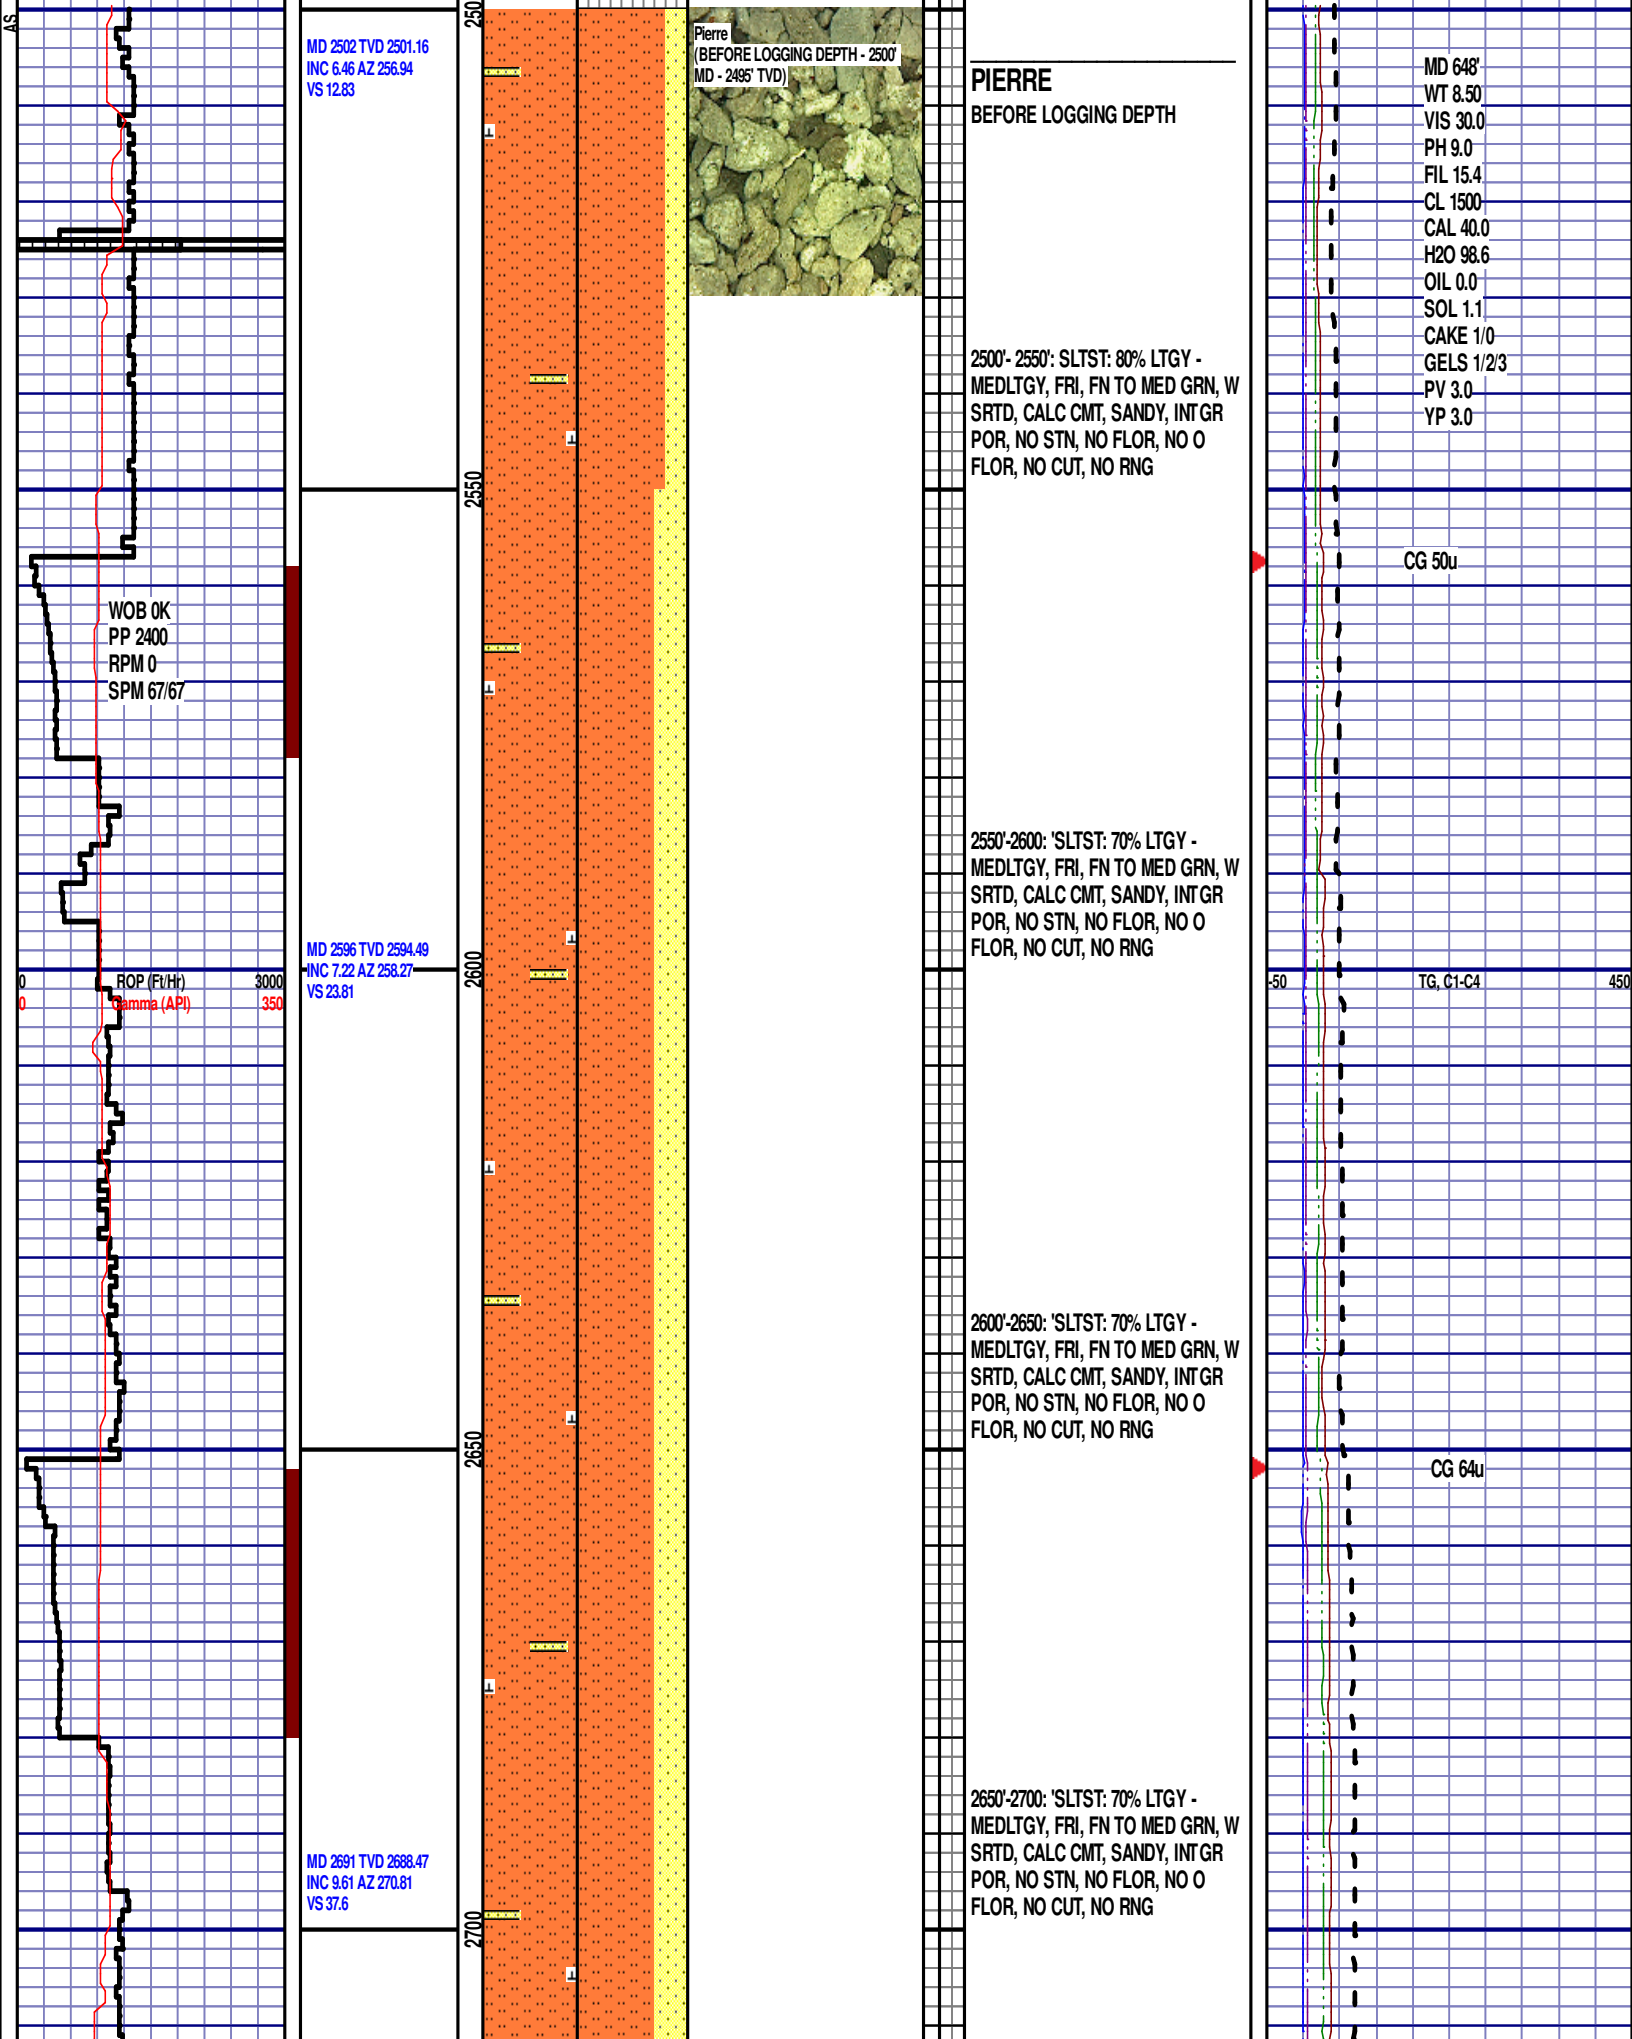 AS
MD 2502 TVD 2501.16
INC 6.46 AZ 256.94
VS 12.83
WOB 0K
PP 2400
RPM 0
SPM 67/67
MD 2596 TVD 2594.49
INC 7.22 AZ 258.27
VS 23.81
0 ROP (Ft/Hr) 3000
0 Gamma (API) 350
MD 2691 TVD 2688.47
INC 9.61 AZ 270.81
VS 37.6
2550
2600
2650
2700
Pierre
(BEFORE LOGGING DEPTH - 2500'
MD - 2495' TVD)
PIERRE
BEFORE LOGGING DEPTH
2500'- 2550': SLTST: 80% LTGY -
MEDLTGY, FRI, FN TO MED GRN, W
SRTD, CALC CMT, SANDY, INTGR
POR, NO STN, NO FLOR, NO O
FLOR, NO CUT, NO RNG
2550'-2600: 'SLTST: 70% LTGY -
MEDLTGY, FRI, FN TO MED GRN, W
SRTD, CALC CMT, SANDY, INTGR
POR, NO STN, NO FLOR, NO O
FLOR, NO CUT, NO RNG
2600'-2650: 'SLTST: 70% LTGY -
MEDLTGY, FRI, FN TO MED GRN, W
SRTD, CALC CMT, SANDY, INTGR
POR, NO STN, NO FLOR, NO O
FLOR, NO CUT, NO RNG
2650'-2700: 'SLTST: 70% LTGY -
MEDLTGY, FRI, FN TO MED GRN, W
SRTD, CALC CMT, SANDY, INTGR
POR, NO STN, NO FLOR, NO O
FLOR, NO CUT, NO RNG
MD 648'
WT 8.50
VIS 30.0
PH 9.0
FIL 15.4
CL 1500
CAL 40.0
H2O 98.6
OIL 0.0
SOL 1.1
CAKE 1/0
GELS 1/2/3
PV 3.0
YP 3.0
CG 50u
-50 TG, C1-C4 450
CG 64u